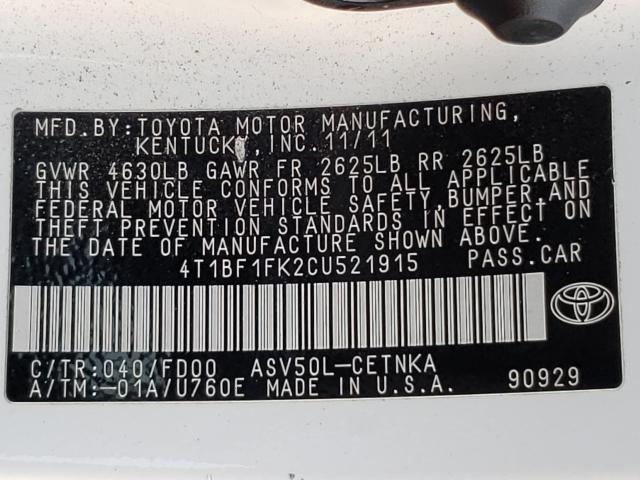 MFD.BY:TOYOTA MOTOR MANUFACTURING,
KENTUCKY,INC.11/11
GVWR 4630LB GAWR FR 2625LB RR 2625LB
THIS VEHICLE CONFORMS TO ALL APPLICABLE
FEDERAL MOTOR VEHICLE SAFETY,BUMPER,AND
THEFT PREVENTION STANDARDS IN EFFECT ON
THE DATE OF MANUFACTURE SHOWN ABOVE.
4T1BF1FK2CU521915 PASS.CAR
C/TR:040/FD00 ASV50L-CETNKA
A/TM:-01A/U760E MADE IN U.S.A. 90929